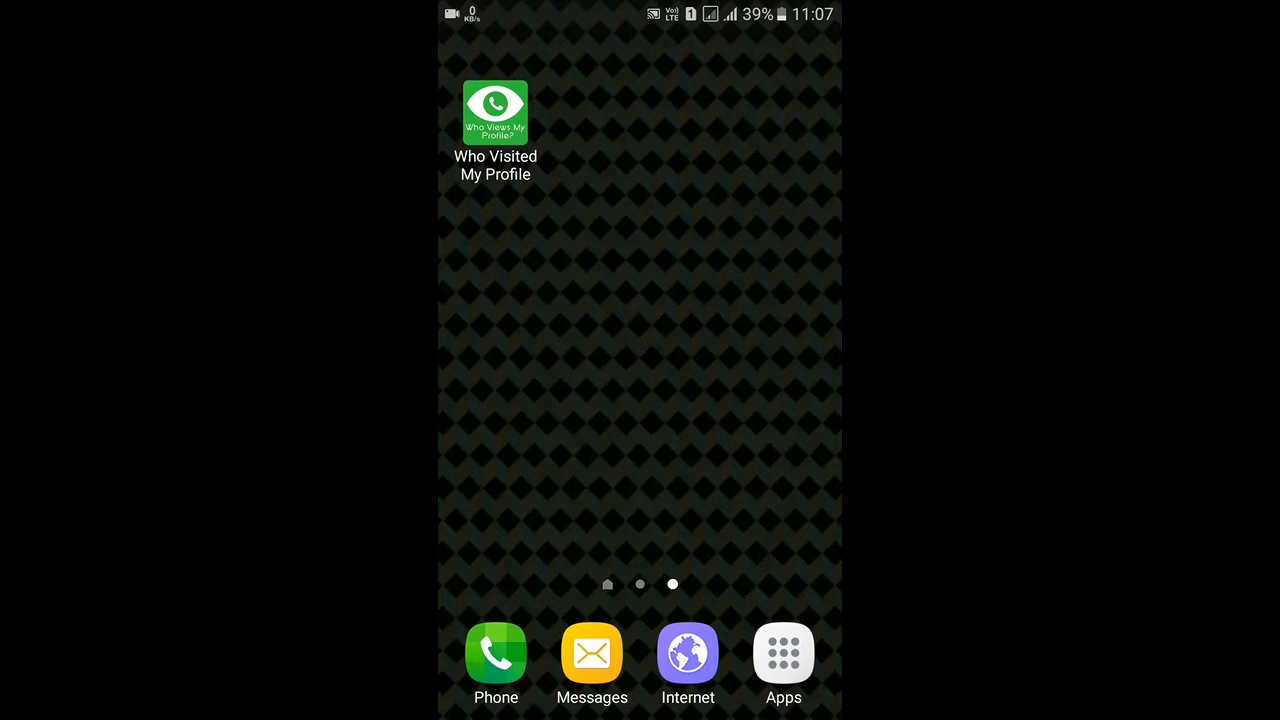 0
KB/s
Vo))
LTE
1
39%
11:07
Who Views My
Profile?
Who Visited
My Profile
Phone
Messages
Internet
Apps